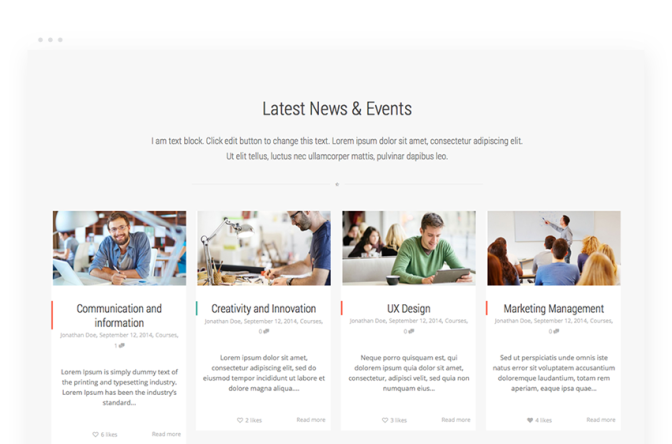 Latest News & Events
I am text block. Click edit button to change this text. Lorem ipsum dolor sit amet, consectetur adipiscing elit.
Ut elit tellus, luctus nec ullamcorper mattis, pulvinar dapibus leo.
Communication and
information
Jonathan Doe, September 12, 2014, Courses,
1
Lorem Ipsum is simply dummy text of
the printing and typesetting industry.
Lorem Ipsum has been the industry's
standard...
6 likes
Read more
Creativity and Innovation
Jonathan Doe, September 12, 2014, Courses,
0
Lorem ipsum dolor sit amet,
consectetur adipiscing elit, sed do
eiusmod tempor incididunt ut labore et
dolore magna aliqua....
2 likes
Read more
UX Design
Jonathan Doe, September 12, 2014, Courses,
0
Neque porro quisquam est, qui
dolorem ipsum quia dolor sit amet,
consectetur, adipisci velit, sed quia non
numquam eius...
3 likes
Read more
Marketing Management
Jonathan Doe, September 12, 2014, Courses,
0
Sed ut perspiciatis unde omnis iste
natus error sit voluptatem accusantium
doloremque laudantium, totam rem
aperiam, eaque ipsa quae...
4 likes
Read more